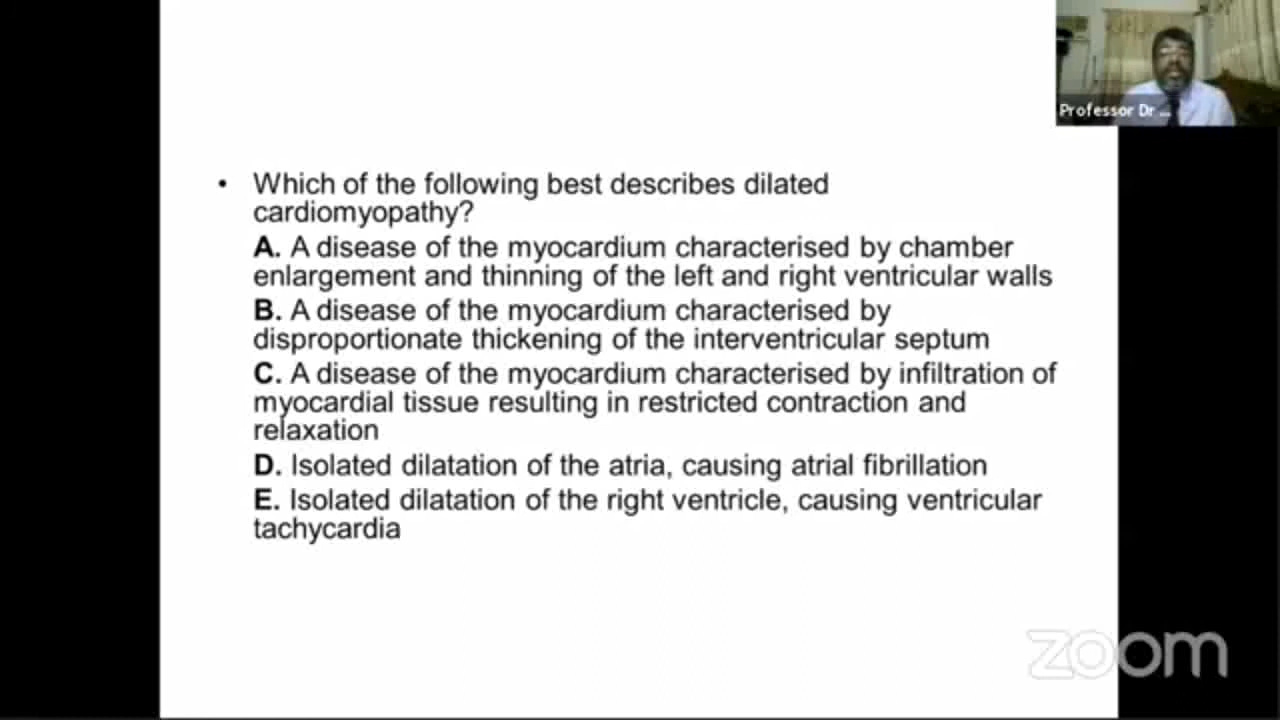 Professor Dr ...
• Which of the following best describes dilated
cardiomyopathy?
A. A disease of the myocardium characterised by chamber
enlargement and thinning of the left and right ventricular walls
B. A disease of the myocardium characterised by
disproportionate thickening of the interventricular septum
C. A disease of the myocardium characterised by infiltration of
myocardial tissue resulting in restricted contraction and
relaxation
D. Isolated dilatation of the atria, causing atrial fibrillation
E. Isolated dilatation of the right ventricle, causing ventricular
tachycardia
zoom